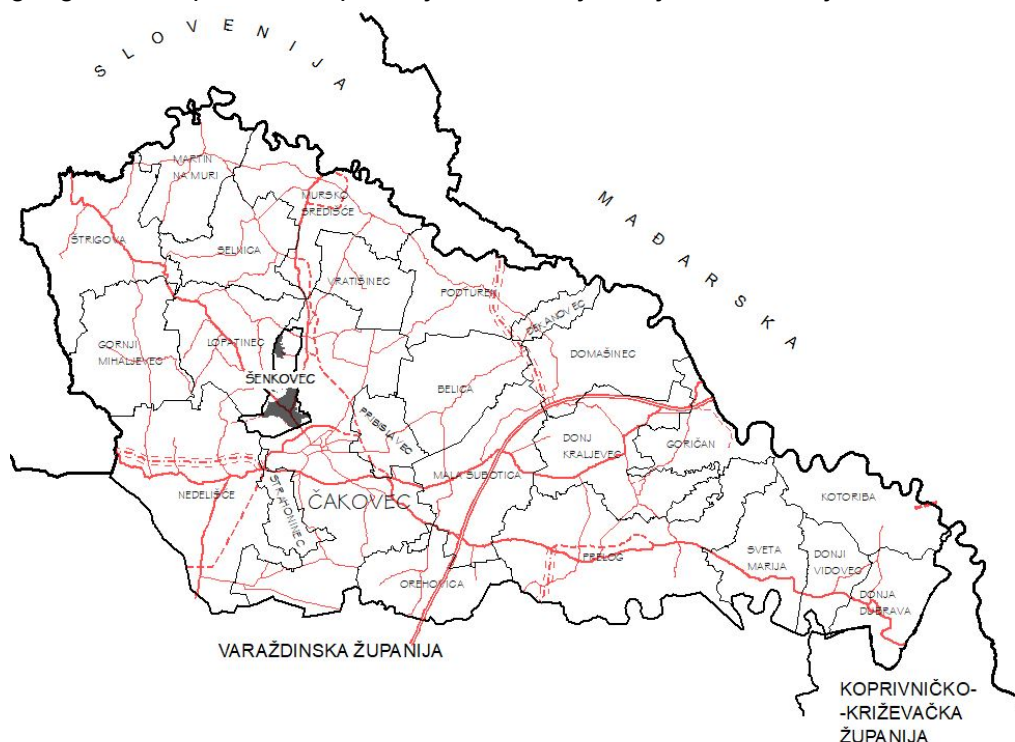 SLOVENIJA
MAĐARSKA
MARTIN
NA MURI
MURSKO
SREDIŠĆE
ŠTRIGOVA
SELNICA
VRATIŠINEC
PODTUREN
DEKANOVEC
GORNJI
MIHALJEVEC
LOPATINEC
DOMAŠINEC
ŠENKOVEC
BELICA
PRIBISLAVEC
DONJI
KRALJEVEC
GORIČAN
MALA SUBOTICA
NEDELIŠĆE
STRAHONINEC
ČAKOVEC
KOTORIBA
PRELOG
SVETA
MARIJA
DONJI
VIDOVEC
OREHOVICA
DONJA
DUBRAVA
VARAŽDINSKA ŽUPANIJA
KOPRIVNIČKO-
-KRIŽEVAČKA
ŽUPANIJA